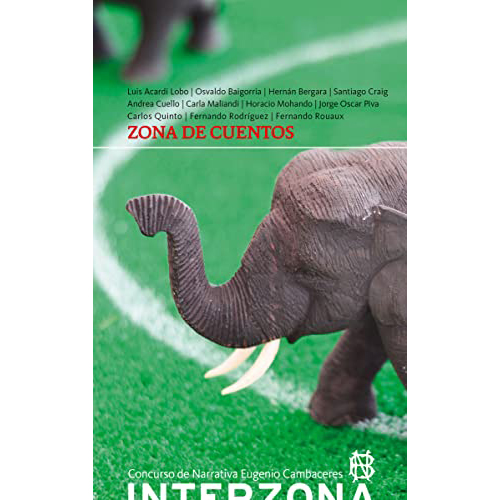 Luis Acardi Lobo | Osvaldo Baigorria | Hernán Bergara | Santiago Craig
Andrea Cuello | Carla Maliandi | Horacio Mohando | Jorge Oscar Piva
Carlos Quinto | Fernando Rodríguez | Fernando Rouaux
ZONA DE CUENTOS
Concurso de Narrativa Eugenio Cambaceres
INTERZONA